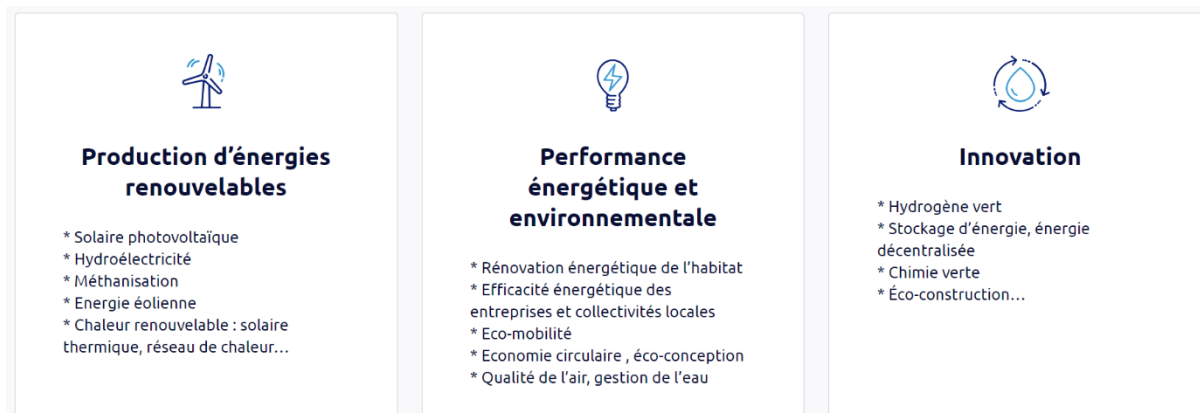 Production d’énergies
renouvelables
* Solaire photovoltaïque
* Hydroélectricité
* Méthanisation
* Energie éolienne
* Chaleur renouvelable : solaire
thermique, réseau de chaleur…
Performance
énergétique et
environnementale
* Rénovation énergétique de l’habitat
* Efficacité énergétique des
entreprises et collectivités locales
* Eco-mobilité
* Economie circulaire , éco-conception
* Qualité de l’air, gestion de l’eau
Innovation
* Hydrogène vert
* Stockage d’énergie, énergie
décentralisée
* Chimie verte
* Éco-construction…